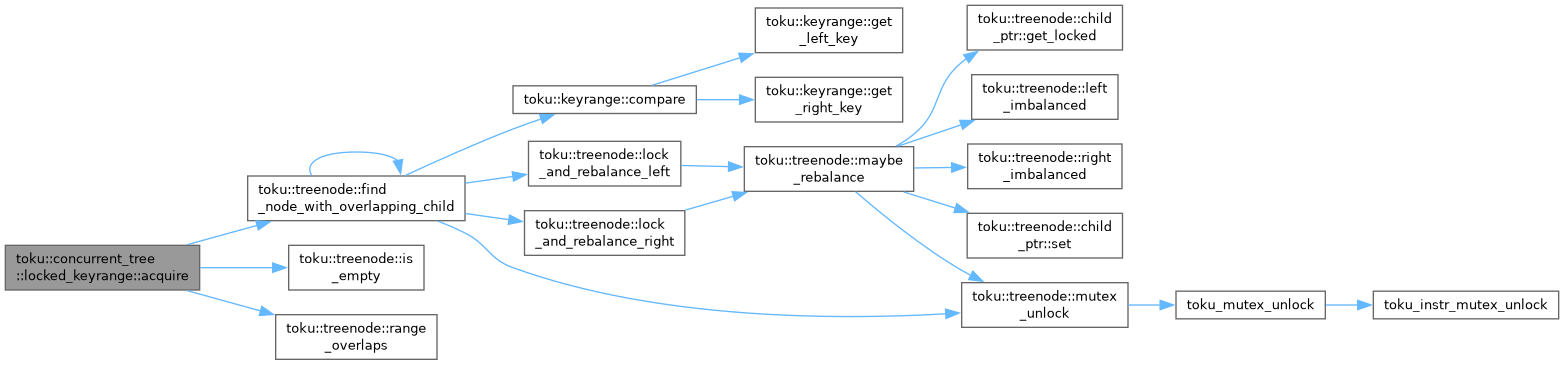 toku::concurrent_tree
::locked_keyrange::acquire
toku::treenode::find
_node_with_overlapping_child
toku::treenode::is
_empty
toku::treenode::range
_overlaps
toku::keyrange::compare
toku::treenode::lock
_and_rebalance_left
toku::treenode::lock
_and_rebalance_right
toku::keyrange::get
_left_key
toku::keyrange::get
_right_key
toku::treenode::maybe
_rebalance
toku::treenode::child
_ptr::get_locked
toku::treenode::left
_imbalanced
toku::treenode::right
_imbalanced
toku::treenode::child
_ptr::set
toku::treenode::mutex
_unlock
toku_mutex_unlock
toku_instr_mutex_unlock